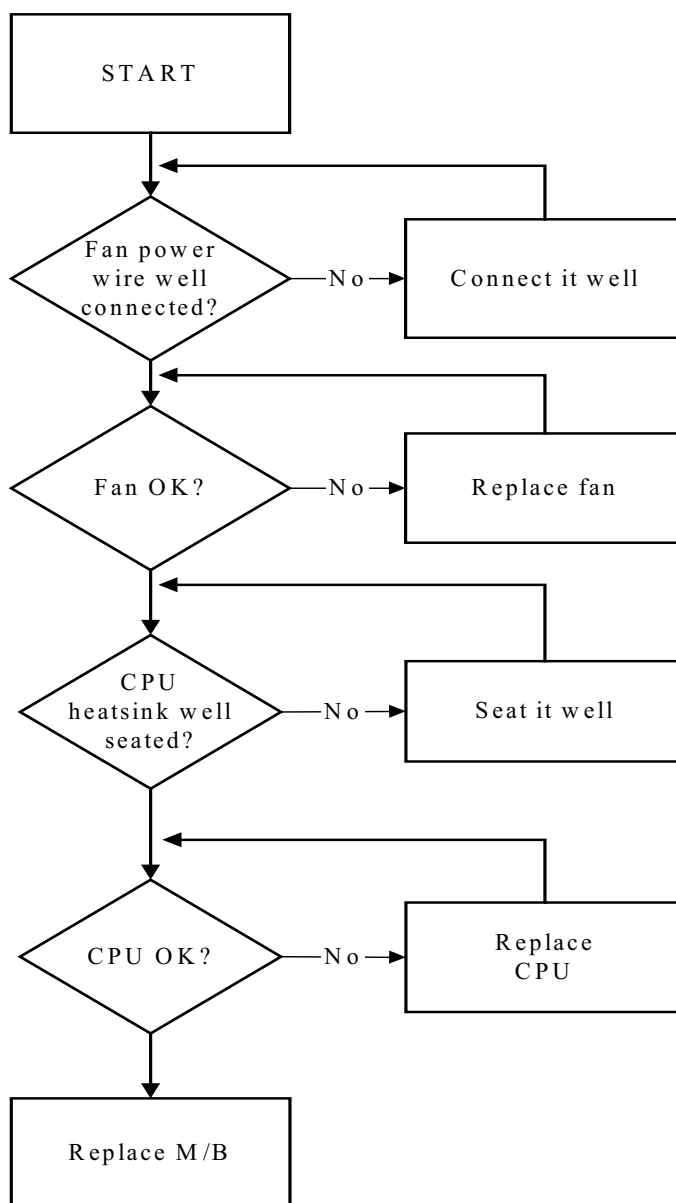 START
Fan power
wire well
connected?
No
Connect it well
Fan OK?
No
Replace fan
CPU
heatsink well
seated?
No
Seat it well
CPU OK?
No
Replace
CPU
Replace M/B